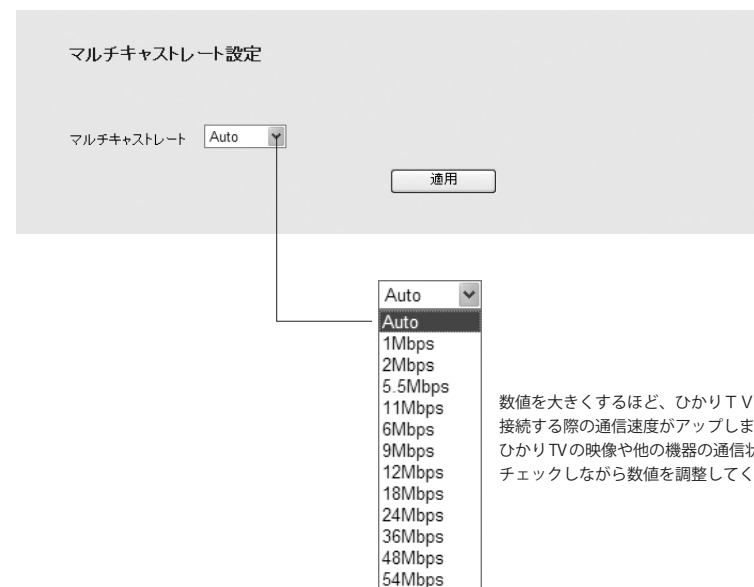 マルチキャストレート設定
マルチキャストレート Auto
適用
Auto
Auto
1Mbps
2Mbps
5.5Mbps
11Mbps
6Mbps
9Mbps
12Mbps
18Mbps
24Mbps
36Mbps
48Mbps
54Mbps
数値を大きくするほど、ひかりTV
接続する際の通信速度がアップしま
ひかりTVの映像や他の機器の通信
チェックしながら数値を調整してく